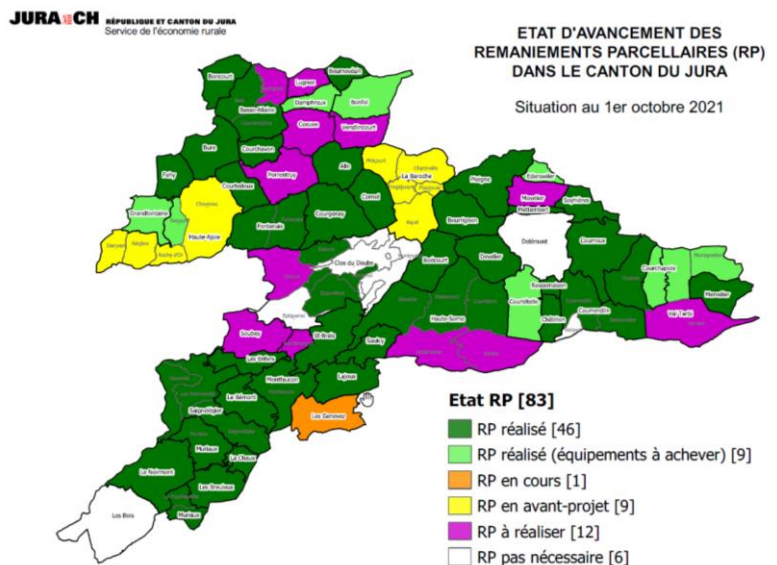 JURA CH RÉPUBLIQUE ET CANTON DU JURA
Service de l'économie rurale
ETAT D'AVANCEMENT DES
REMANIEMENTS PARCELLAIRES (RP)
DANS LE CANTON DU JURA
Situation au 1er octobre 2021
Boncourt
Lugnez
Damphreux
Bonfol
Basse-Allaine
Coeuve
Vendlincourt
Bure
Courchavon
Fahy
Porrentruy
Alle
La Baroche
Courtedoux
Cornol
Grandfontaine
Haute-Ajoie
Fontenais
Courgenay
Clos du Doubs
Pleigne
Ederswiler
Movelier
Mettembert
Soyhières
Bourrignon
Delémont
Develier
Boécourt
Courroux
Courchapoix
Rossemaison
Courtételle
Châtillon
Courrendlin
Mervelier
Val Terbi
Haute-Sorne
Saulcy
St-Brais
Soubey
Les Enfers
Montfaucon
Lajoux
Les Genevez
Le Bémont
Saignelégier
Muriaux
La Chaux
Le Noirmont
Les Breuleux
Muriaux
Les Bois
Etat RP [83]
RP réalisé [46]
RP réalisé (équipements à achever) [9]
RP en cours [1]
RP en avant-projet [9]
RP à réaliser [12]
RP pas nécessaire [6]